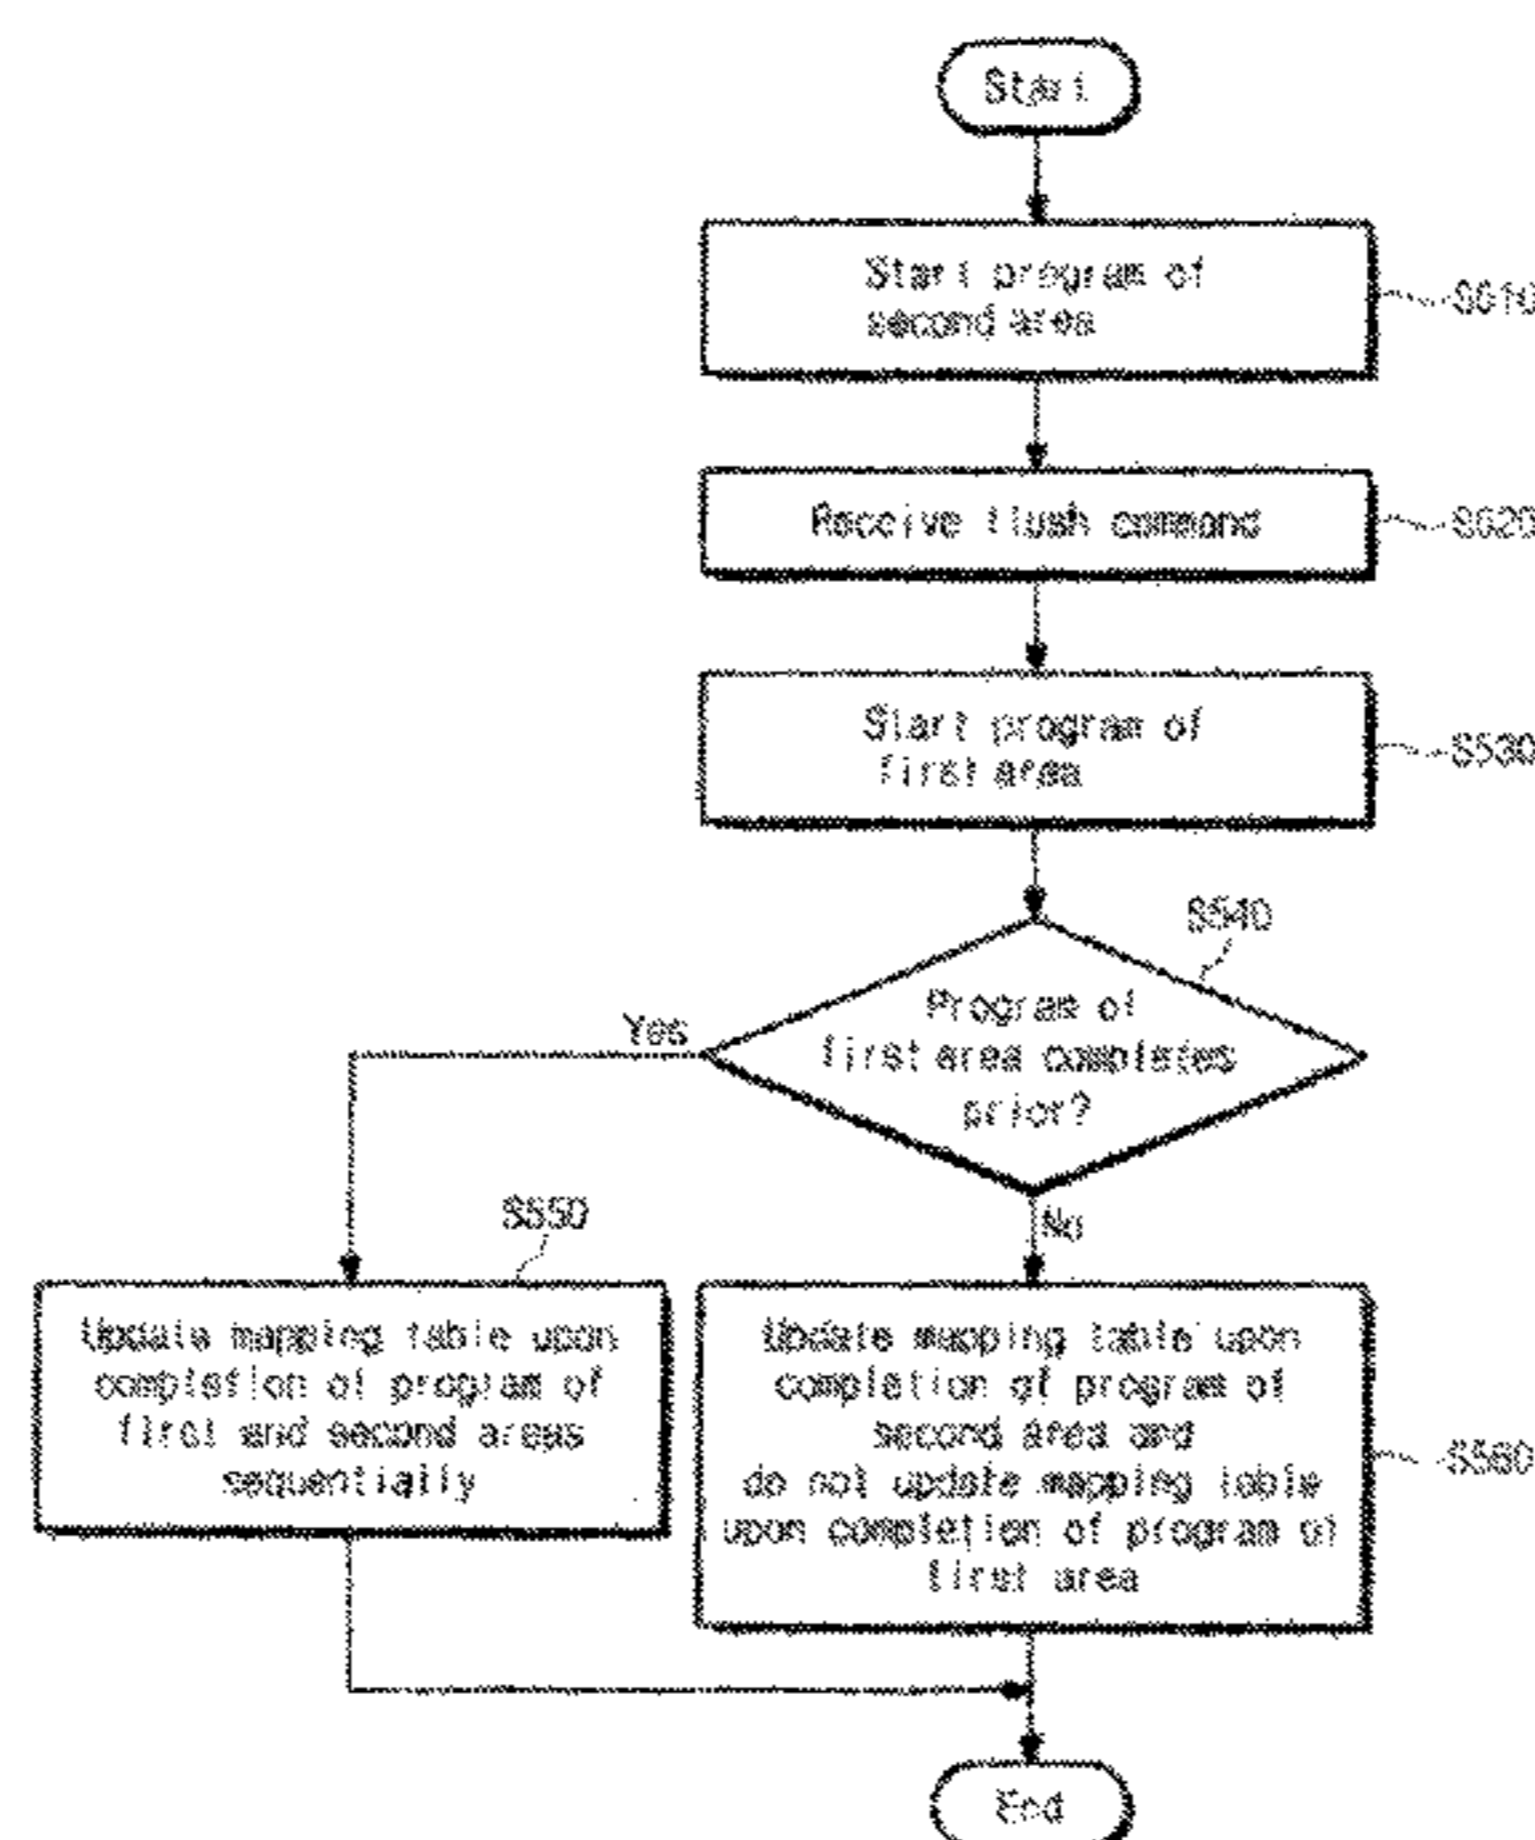 Start
Start program of
second area
S510
Receive flush command
S520
Start program of
first area
S530
S540
Program of
first area completes
prior?
Yes
No
S550
Update mapping table upon
completion of program of
first and second areas
sequentially
Update mapping table upon
completion of program of
second area and
do not update mapping table
upon completion of program of
first area
S560
End